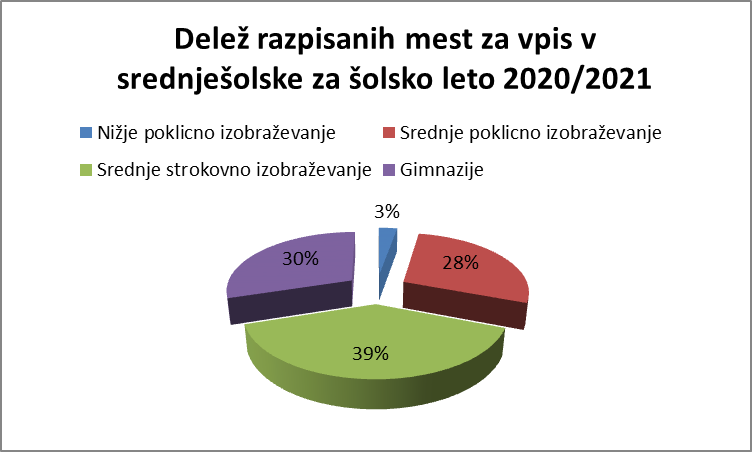 Delež razpisanih mest za vpis v
srednješolske za šolsko leto 2020/2021
Nižje poklicno izobraževanje
Srednje poklicno izobraževanje
Srednje strokovno izobraževanje
Gimnazije
3%
28%
30%
39%